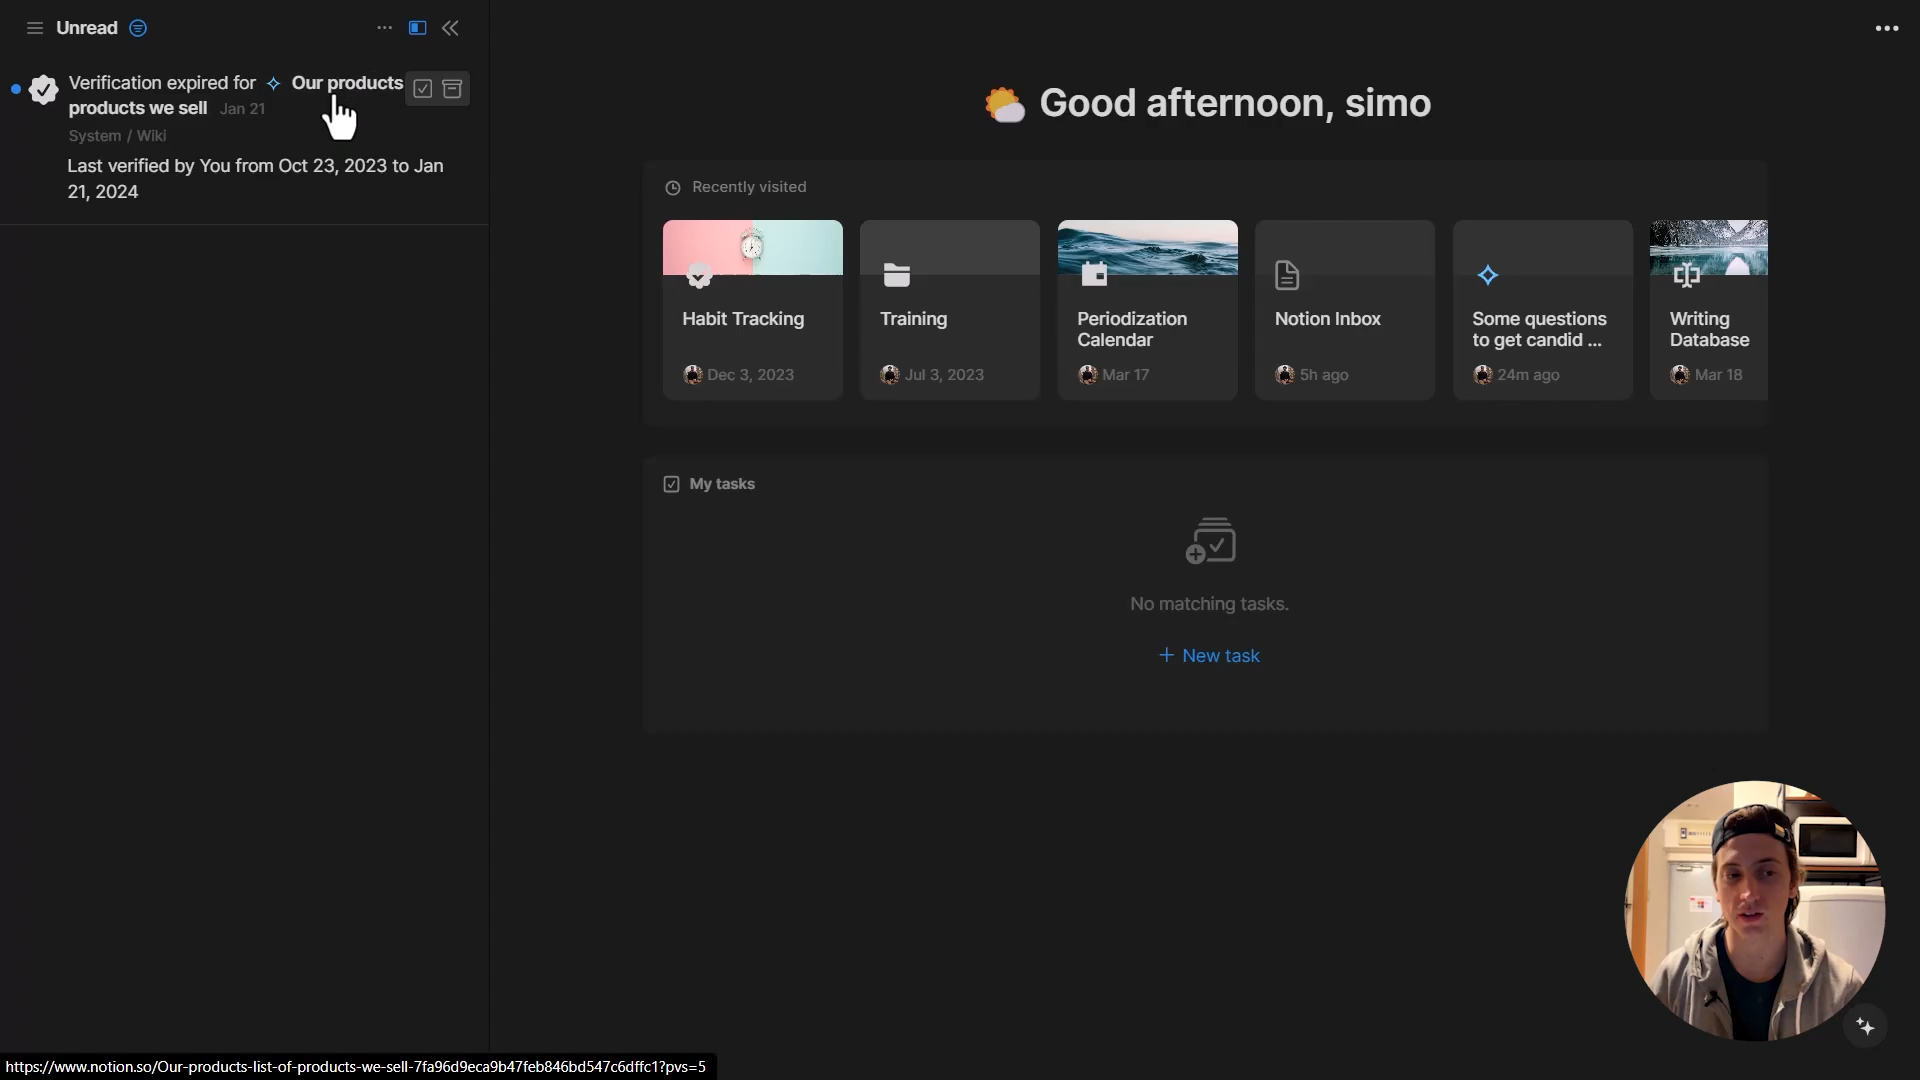 Unread
Verification expired for Our products
products we sell Jan 21
System / Wiki
Last verified by You from Oct 23, 2023 to Jan
21, 2024
Good afternoon, simo
Recently visited
Habit Tracking
Dec 3, 2023
Training
Jul 3, 2023
Periodization
Calendar
Mar 17
Notion Inbox
5h ago
Some questions
to get candid ...
24m ago
Writing
Database
Mar 18
My tasks
No matching tasks.
+ New task
https://www.notion.so/Our-products-list-of-products-we-sell-7fa96d9eca9b47feb846bd547c6dffc1?pvs=5